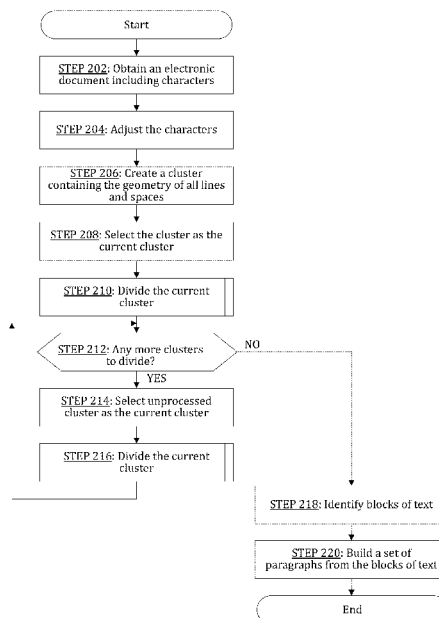 Start
STEP 202: Obtain an electronic
document including characters
STEP 204: Adjust the characters
STEP 206: Create a cluster
containing the geometry of all lines
and spaces
STEP 208: Select the cluster as the
current cluster
STEP 210: Divide the current
cluster
STEP 212: Any more clusters
to divide?
NO
YES
STEP 214: Select unprocessed
cluster as the current cluster
STEP 216: Divide the current
cluster
STEP 218: Identify blocks of text
STEP 220: Build a set of
paragraphs from the blocks of text
End